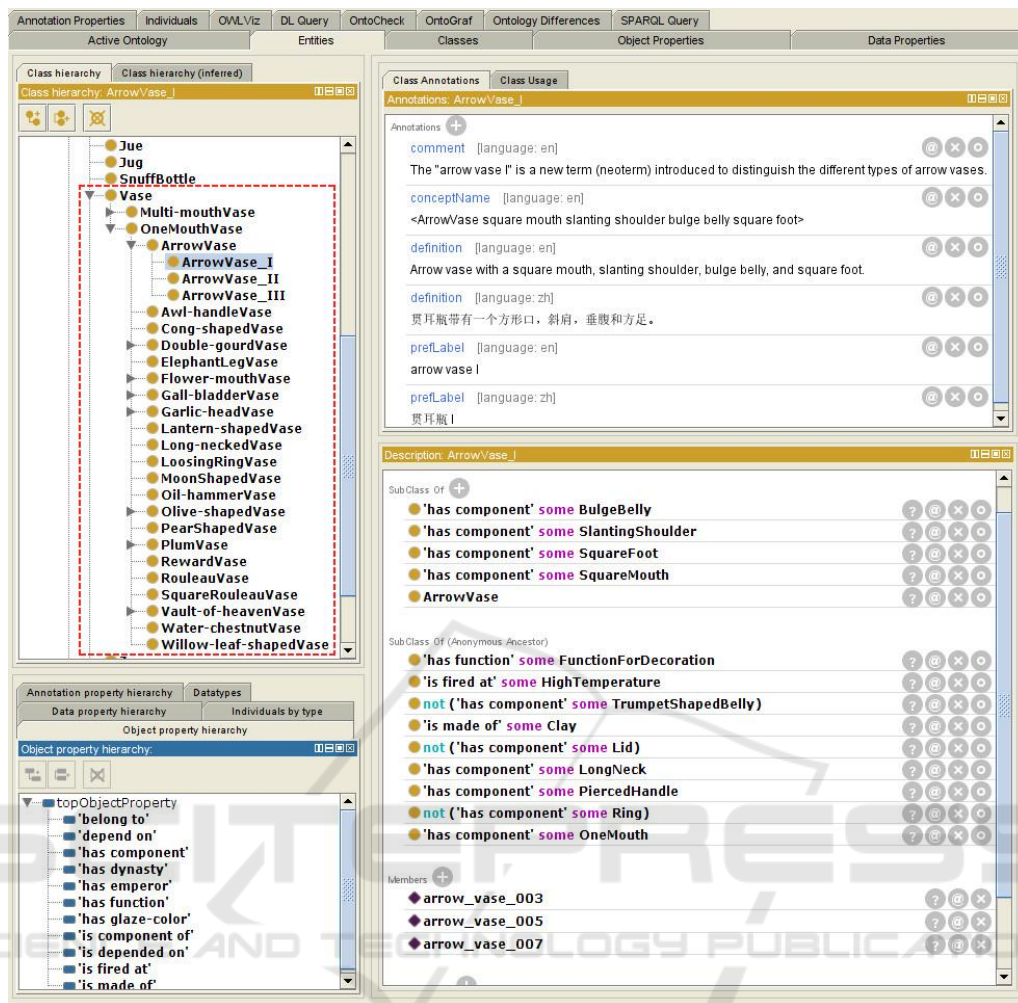 Annotation Properties Individuals OWLViz DL Query OntoCheck OntoGraf Ontology Differences SPARQL Query
Active Ontology Entities Classes Object Properties Data Properties
Class hierarchy Class hierarchy (inferred)
Class hierarchy: ArrowVase_I
Jue
Jug
SnuffBottle
Vase
Multi-mouthVase
OneMouthVase
ArrowVase
ArrowVase_I
ArrowVase_II
ArrowVase_III
Awl-handleVase
Cong-shapedVase
Double-gourdVase
ElephantLegVase
Flower-mouthVase
Gall-bladderVase
Garlic-headVase
Lantern-shapedVase
Long-neckedVase
LoosingRingVase
MoonShapedVase
Oil-hammerVase
Olive-shapedVase
PearShapedVase
PlumVase
RewardVase
RouleauVase
SquareRouleauVase
Vault-of-heavenVase
Water-chestnutVase
Willow-leaf-shapedVase
Annotation property hierarchy Datatypes
Data property hierarchy Individuals by type
Object property hierarchy
Object property hierarchy:
topObjectProperty
'belong to'
'depend on'
'has component'
'has dynasty'
'has emperor'
'has function'
'has glaze-color'
'is component of'
'is depended on'
'is fired at'
'is made of'
Class Annotations Class Usage
Annotations: ArrowVase_I
Annotations
comment [language: en]
The "arrow vase I" is a new term (neoterm) introduced to distinguish the different types of arrow vases.
conceptName [language: en]
<ArrowVase square mouth slanting shoulder bulge belly square foot>
definition [language: en]
Arrow vase with a square mouth, slanting shoulder, bulge belly, and square foot.
definition [language: zh]
贯耳瓶带有一个方形口，斜肩，垂腹和方足。
prefLabel [language: en]
arrow vase I
prefLabel [language: zh]
贯耳瓶 I
Description: ArrowVase_I
SubClass Of
'has component' some BulgeBelly
'has component' some SlantingShoulder
'has component' some SquareFoot
'has component' some SquareMouth
ArrowVase
SubClass Of (Anonymous Ancestor)
'has function' some FunctionForDecoration
'is fired at' some HighTemperature
not ('has component' some TrumpetShapedBelly)
'is made of' some Clay
not ('has component' some Lid)
'has component' some LongNeck
'has component' some PiercedHandle
not ('has component' some Ring)
'has component' some OneMouth
Members
arrow_vase_003
arrow_vase_005
arrow_vase_007